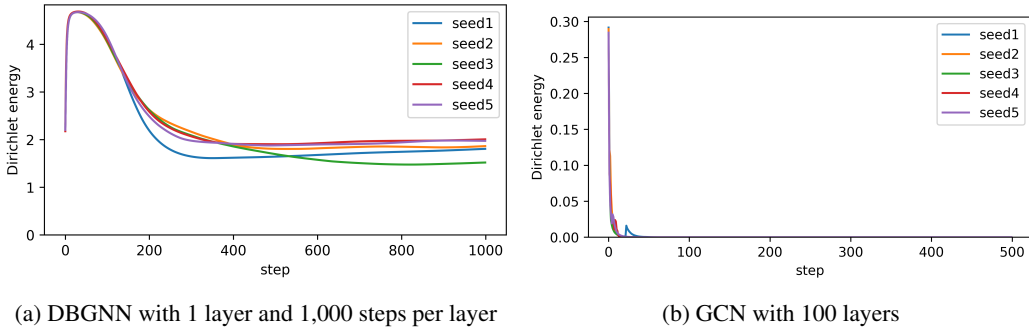 Dirichlet energy
4
3
2
1
0
0 200 400 600 800 1000
step
seed1
seed2
seed3
seed4
seed5
(a) DBGNN with 1 layer and 1,000 steps per layer
Dirichlet energy
0.30
0.25
0.20
0.15
0.10
0.05
0.00
0 100 200 300 400 500
step
seed1
seed2
seed3
seed4
seed5
(b) GCN with 100 layers